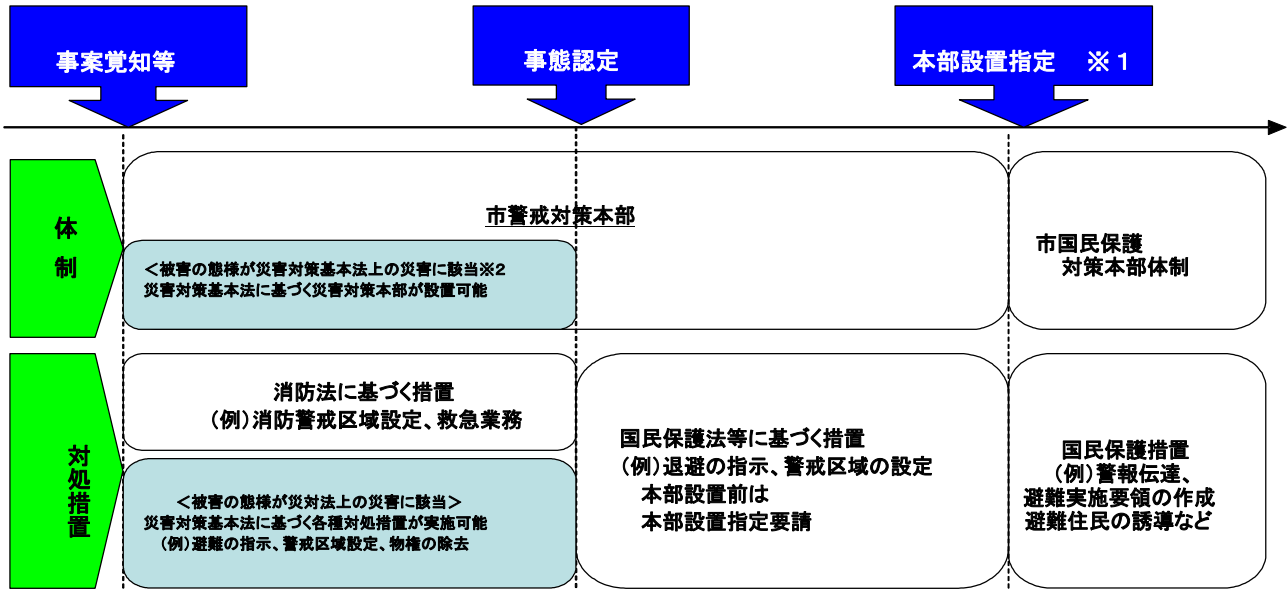 事案覚知等
事態認定
本部設置指定　※１
体制
市警戒対策本部
＜被害の態様が災害対策基本法上の災害に該当※2
災害対策基本法に基づく災害対策本部が設置可能
市国民保護
対策本部体制
対処措置
消防法に基づく措置
（例）消防警戒区域設定、救急業務
＜被害の態様が災対法上の災害に該当＞
災害対策基本法に基づく各種対処措置が実施可能
（例）避難の指示、警戒区域設定、物権の除去
国民保護法等に基づく措置
（例）退避の指示、警戒区域の設定
本部設置前は
本部設置指定要請
国民保護措置
（例）警報伝達、
避難実施要領の作成
避難住民の誘導など